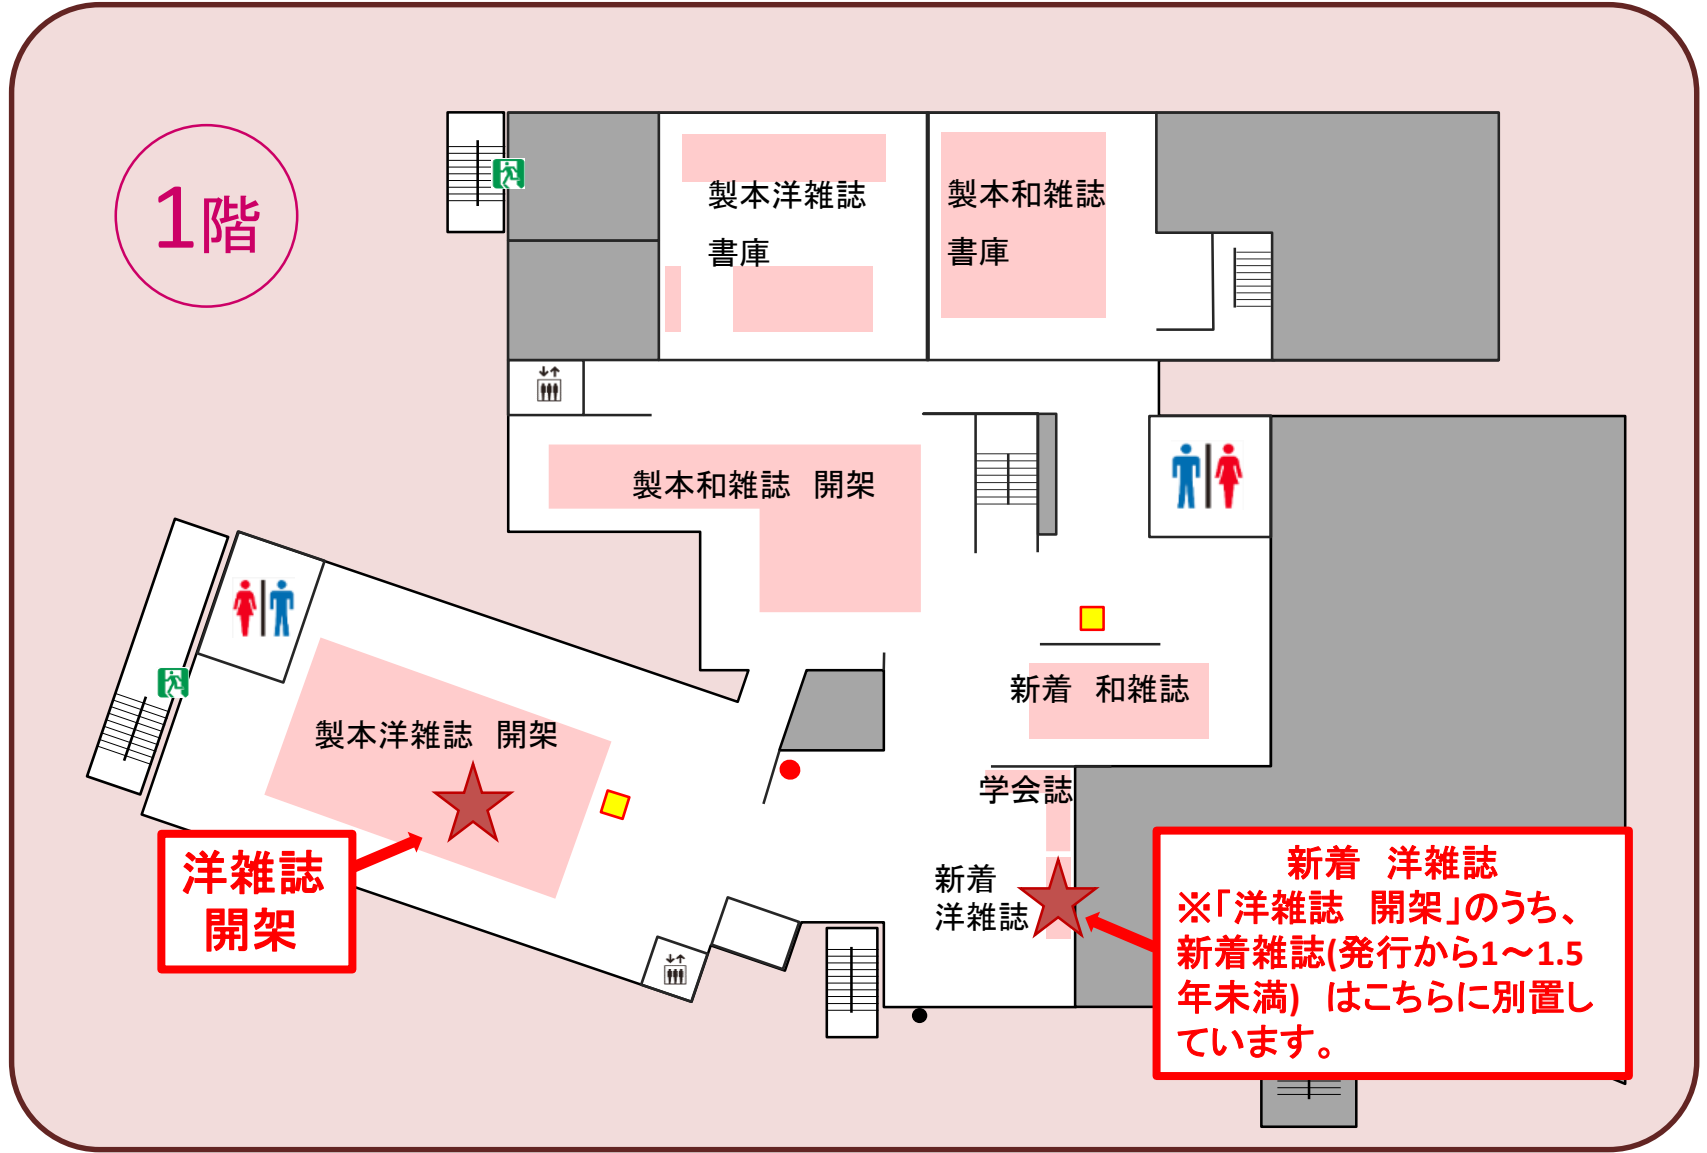 1階
製本洋雑誌
書庫
製本和雑誌
書庫
製本和雑誌　開架
新着　和雑誌
製本洋雑誌　開架
学会誌
新着
洋雑誌
洋雑誌
開架
新着　洋雑誌
※「洋雑誌　開架」のうち、
新着雑誌(発行から1～1.5
年未満)　はこちらに別置し
ています。